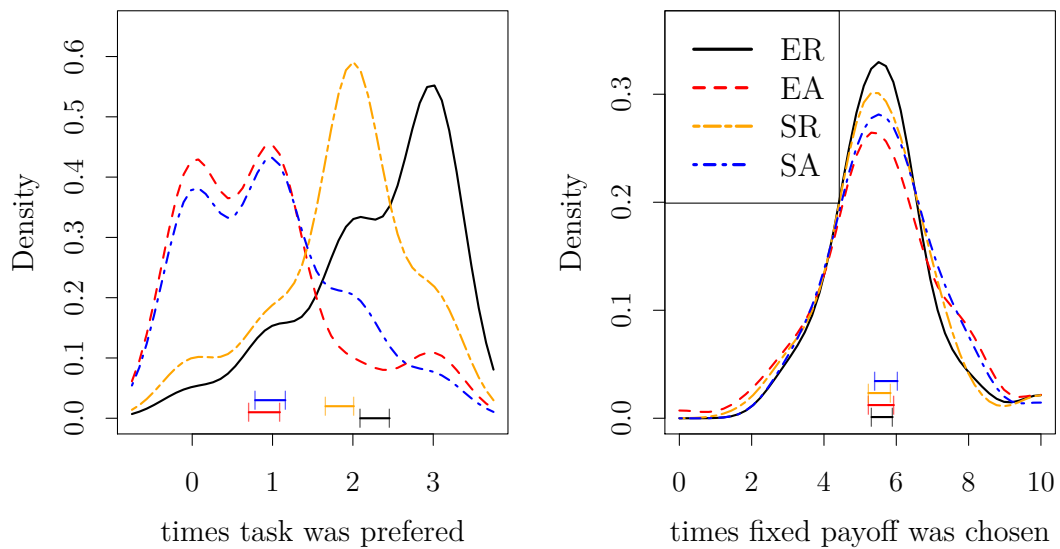 Density
0.0 0.1 0.2 0.3 0.4 0.5 0.6
0 1 2 3
times task was prefered
ER
EA
SR
SA
Density
0.0 0.1 0.2 0.3
0 2 4 6 8 10
times fixed payoff was chosen